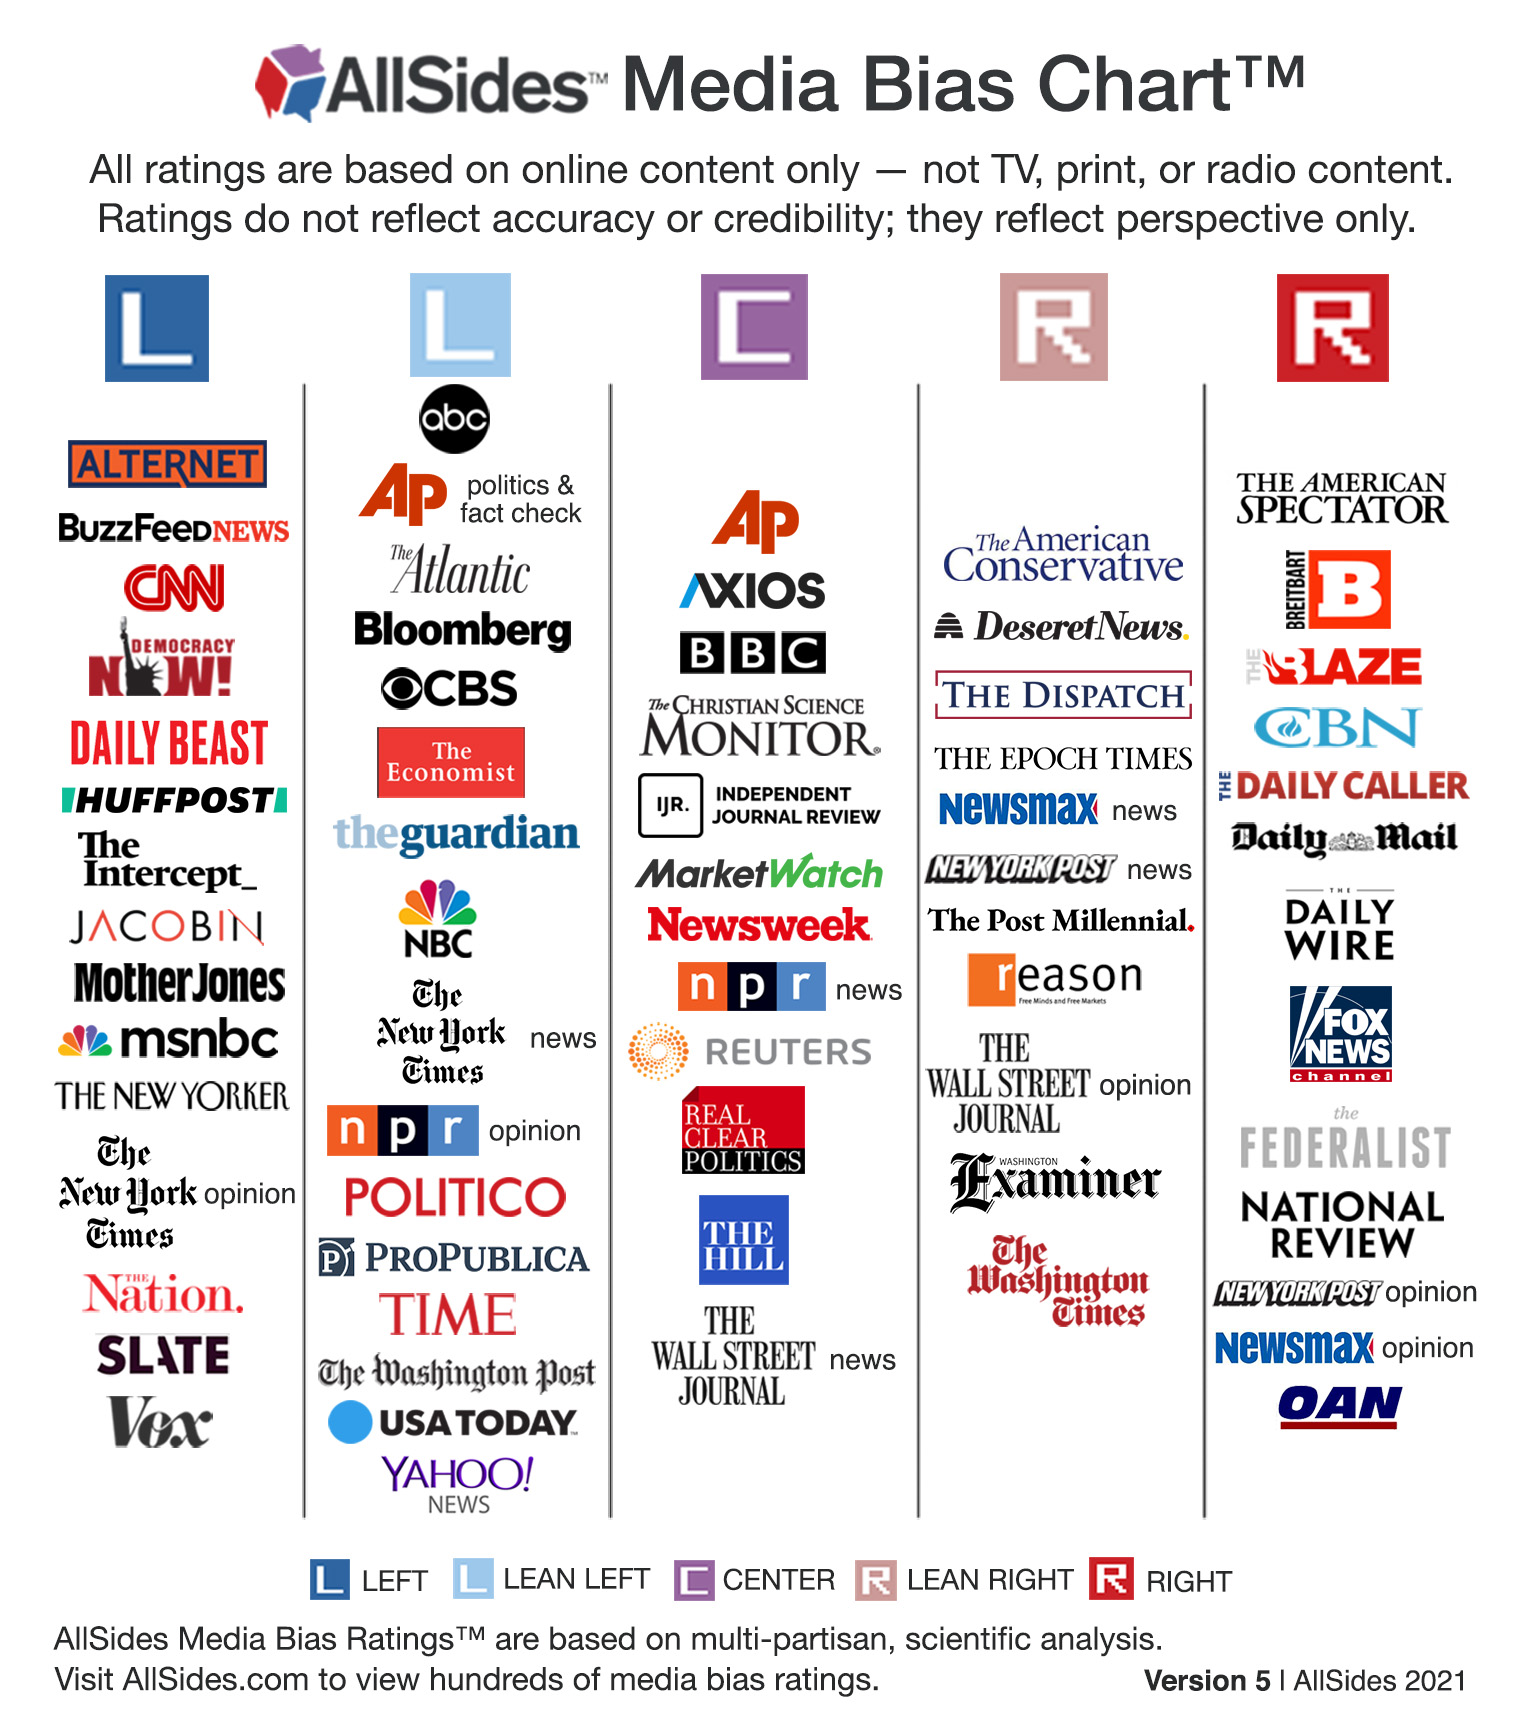 AllSides™ Media Bias Chart™
All ratings are based on online content only — not TV, print, or radio content.
Ratings do not reflect accuracy or credibility; they reflect perspective only.
L
L
C
R
R
ALTERNET
BuzzFeed NEWS
CNN
DEMOCRACY
NOW!
DAILY BEAST
HUFFPOST
The
Intercept_
JACOBIN
Mother Jones
msnbc
THE NEW YORKER
The
New York opinion
Times
THE
Nation.
SLATE
Vox
abc
AP politics &
fact check
The Atlantic
Bloomberg
CBS
The
Economist
theguardian
NBC
The
New York news
Times
npr opinion
POLITICO
P PROPUBLICA
TIME
The Washington Post
USA TODAY
YAHOO!
NEWS
AP
AXIOS
BBC
The CHRISTIAN SCIENCE
MONITOR®
IJR. INDEPENDENT
JOURNAL REVIEW
MarketWatch
Newsweek
npr news
REUTERS
REAL
CLEAR
POLITICS
THE
HILL
THE
WALL STREET news
JOURNAL
The American
Conservative
Deseret News.
THE DISPATCH
THE EPOCH TIMES
Newsmax news
NEW YORK POST news
The Post Millennial.
reason
Free Minds and Free Markets
THE
WALL STREET opinion
JOURNAL
WASHINGTON
Examiner
The
Washington
Times
THE AMERICAN
SPECTATOR
BREITBART B
THE BLAZE
CBN
THE DAILY CALLER
Daily Mail
THE
DAILY
WIRE
FOX
NEWS
channel
the
FEDERALIST
NATIONAL
REVIEW
NEW YORK POST opinion
Newsmax opinion
OAN
L LEFT L LEAN LEFT C CENTER R LEAN RIGHT R RIGHT
AllSides Media Bias Ratings™ are based on multi-partisan, scientific analysis.
Visit AllSides.com to view hundreds of media bias ratings.
Version 5 | AllSides 2021